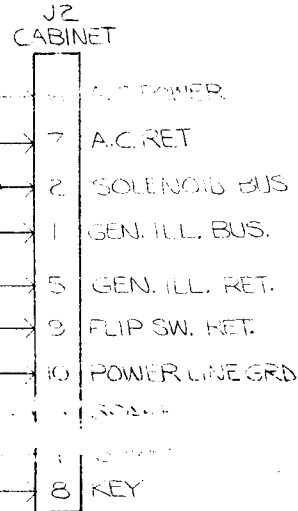 J2
CABINET
A.C. POWER
7 A.C. RET
2 SOLENOID BUS
1 GEN. ILL. BUS.
5 GEN. ILL. RET.
9 FLIP SW. RET.
10 POWER LINE GRD
8 KEY